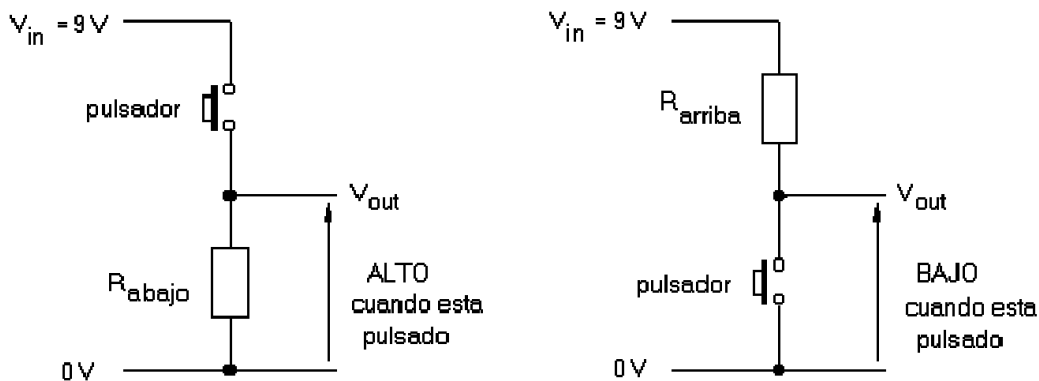 Vin = 9 V
pulsador
Vout
Rabajo
ALTO
cuando esta
pulsado
0 V
Vin = 9 V
Rarriba
Vout
pulsador
BAJO
cuando esta
pulsado
0 V